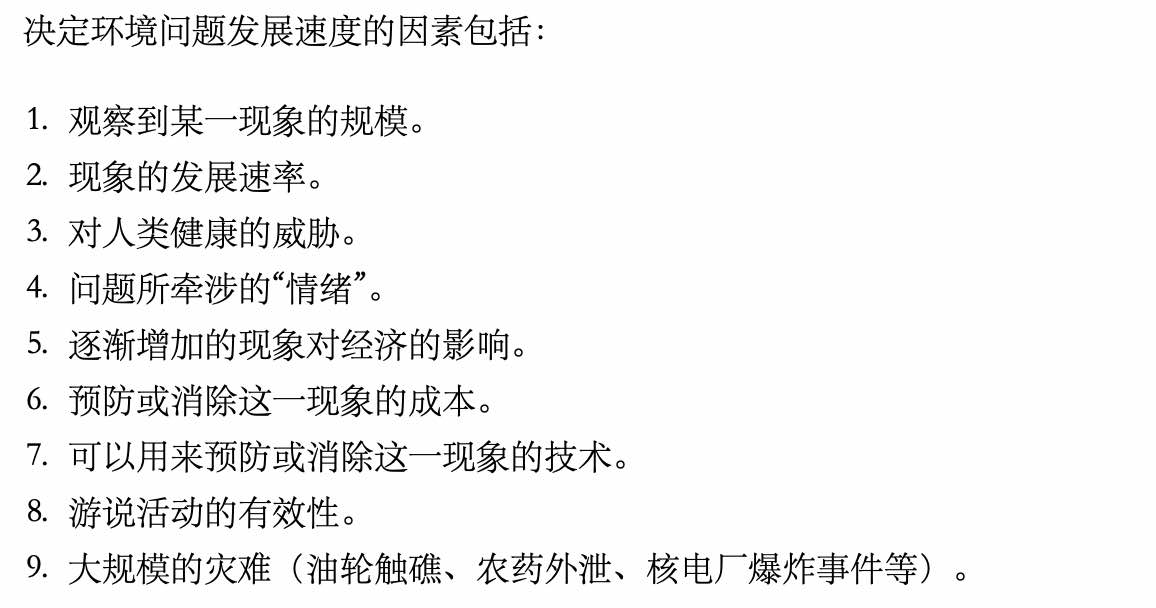 决定环境问题发展速度的因素包括：
1. 观察到某一现象的规模。
2. 现象的发展速率。
3. 对人类健康的威胁。
4. 问题所牵涉的“情绪”。
5. 逐渐增加的现象对经济的影响。
6. 预防或消除这一现象的成本。
7. 可以用来预防或消除这一现象的技术。
8. 游说活动的有效性。
9. 大规模的灾难（油轮触礁、农药外泄、核电厂爆炸事件等）。